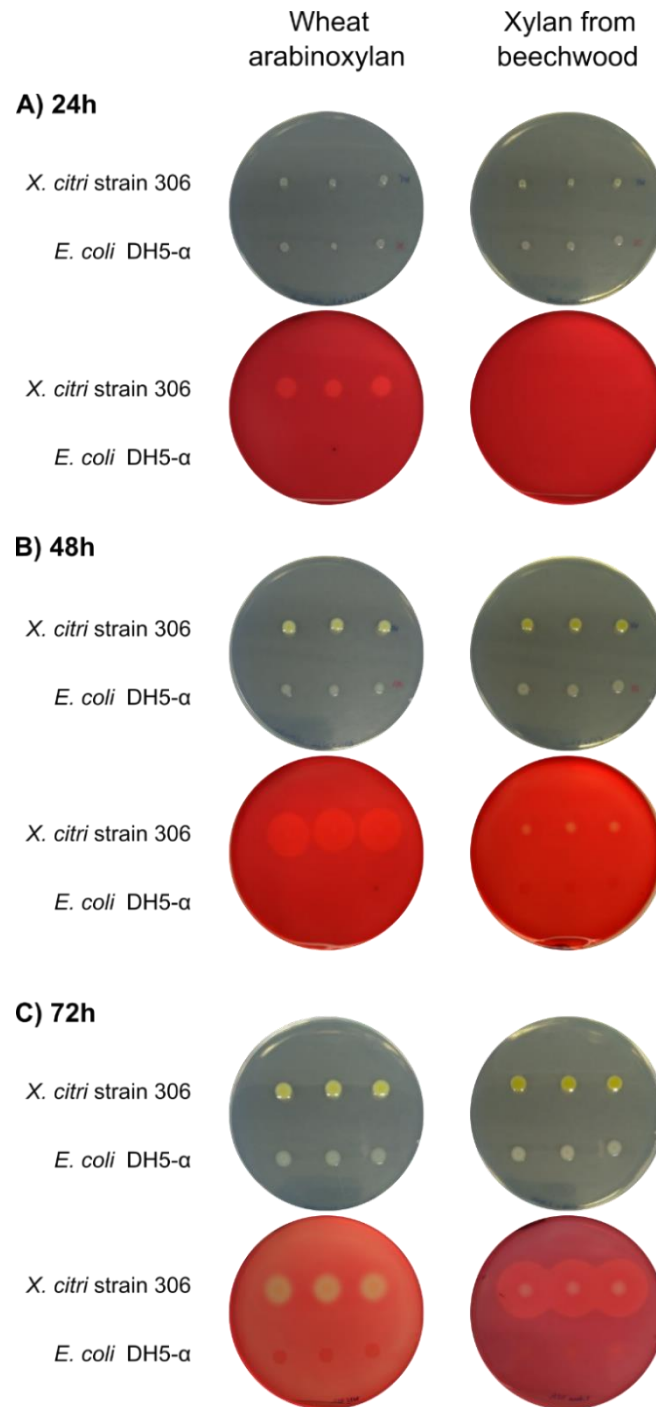 Wheat
arabinoxylan
Xylan from
beechwood
A) 24h
X. citri strain 306
E. coli DH5-α
X. citri strain 306
E. coli DH5-α
B) 48h
X. citri strain 306
E. coli DH5-α
X. citri strain 306
E. coli DH5-α
C) 72h
X. citri strain 306
E. coli DH5-α
X. citri strain 306
E. coli DH5-α